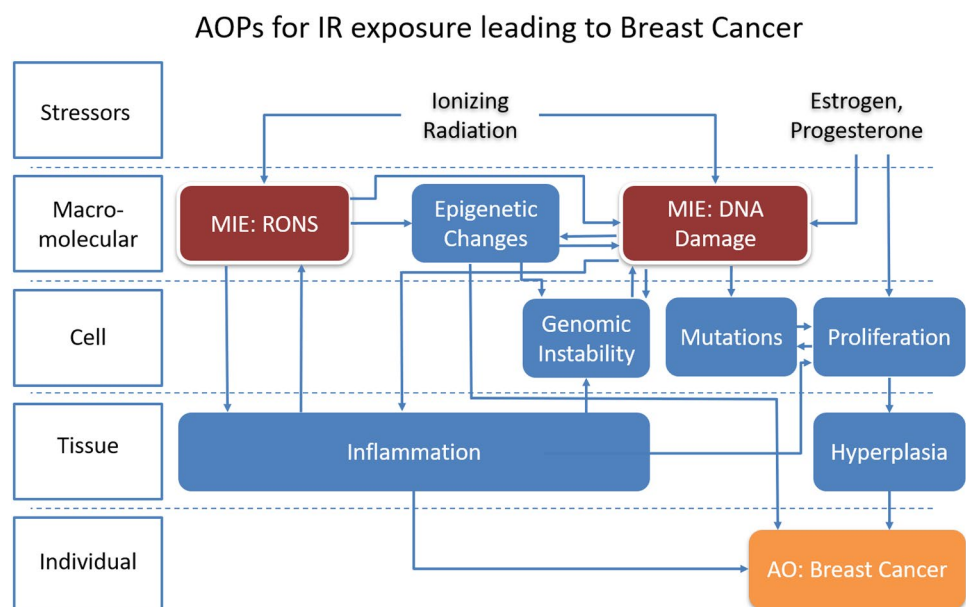 AOPs for IR exposure leading to Breast Cancer
Stressors
Ionizing
Radiation
Estrogen,
Progesterone
Macro-
molecular
MIE: RONS
Epigenetic
Changes
MIE: DNA
Damage
Cell
Genomic
Instability
Mutations
Proliferation
Tissue
Inflammation
Hyperplasia
Individual
AO: Breast Cancer